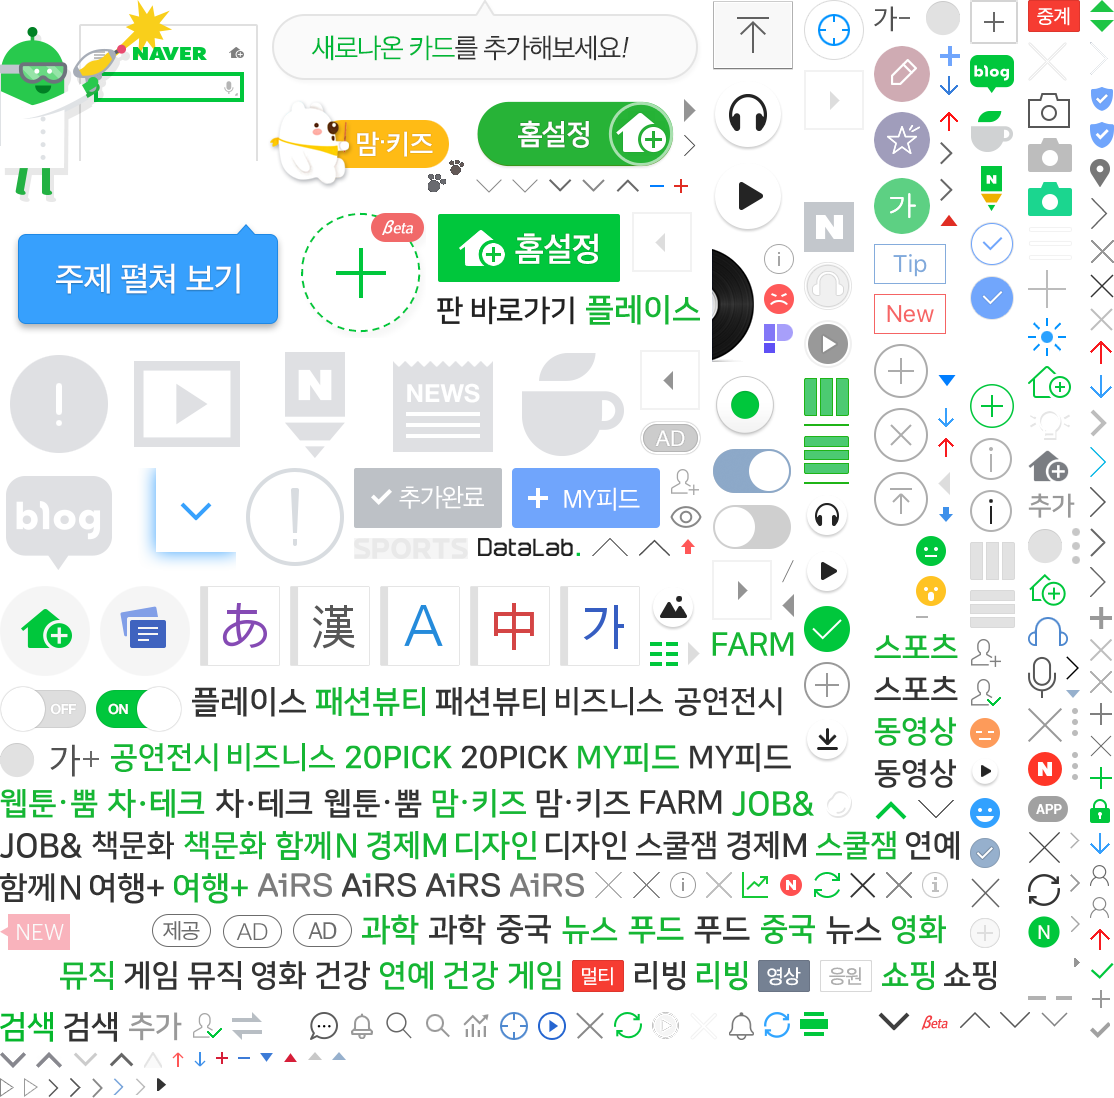 새로나온 카드를 추가해보세요!
가-
중계
NAVER
blog
맘·키즈
홈설정
N
가
Tip
New
Beta
주제 펼쳐 보기
홈설정
판 바로가기 플레이스
N
N
NEWS
AD
blog
추가완료
MY피드
SPORTS
DataLab.
추가
あ
漢
A
中
가
FARM
스포츠
스포츠
OFF
ON
플레이스 패션뷰티 패션뷰티 비즈니스 공연전시
동영상
동영상
가+ 공연전시 비즈니스 20PICK 20PICK MY피드 MY피드
N
APP
웹툰·뿜 차·테크 차·테크 웹툰·뿜 맘·키즈 맘·키즈 FARM JOB&
JOB& 책문화 책문화 함께N 경제M 디자인 디자인 스쿨잼 경제M 스쿨잼 연예
함께N 여행+ 여행+ AiRS AiRS AiRS AiRS
N
N
NEW 제공 AD AD 과학 과학 중국 뉴스 푸드 푸드 중국 뉴스 영화
뮤직 게임 뮤직 영화 건강 연예 건강 게임 멀티 리빙 리빙 영상 응원 쇼핑 쇼핑
검색 검색 추가
Beta